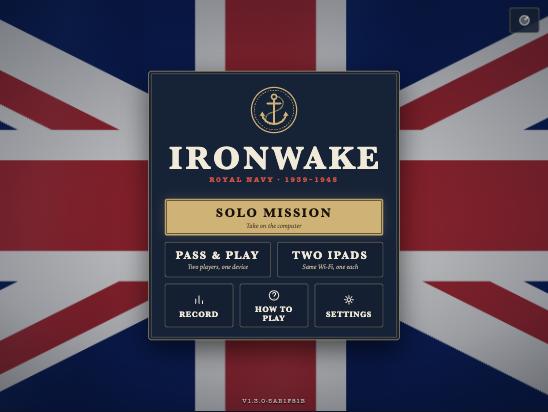 IRONWAKE
ROYAL NAVY · 1939–1945
SOLO MISSION
Take on the computer
PASS & PLAY
Two players, one device
TWO IPADS
Same Wi-Fi, one each
RECORD
HOW TO
PLAY
SETTINGS